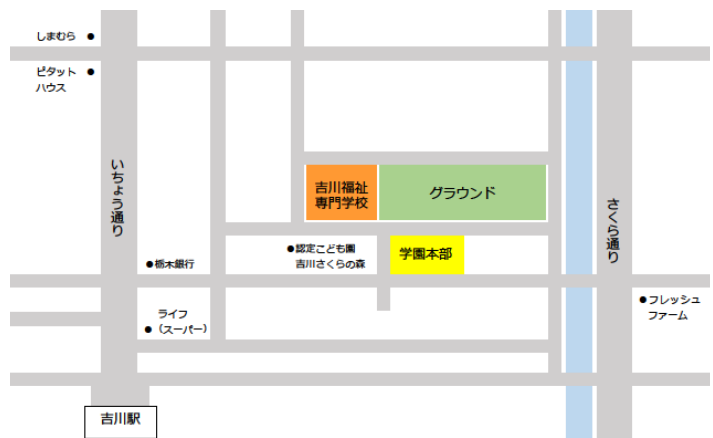 しまむら
ピタット
ハウス
いちょう通り
吉川福祉
専門学校
グラウンド
さくら通り
認定こども園
吉川さくらの森
学園本部
栃木銀行
フレッシュ
ファーム
ライフ
(スーパー)
吉川駅